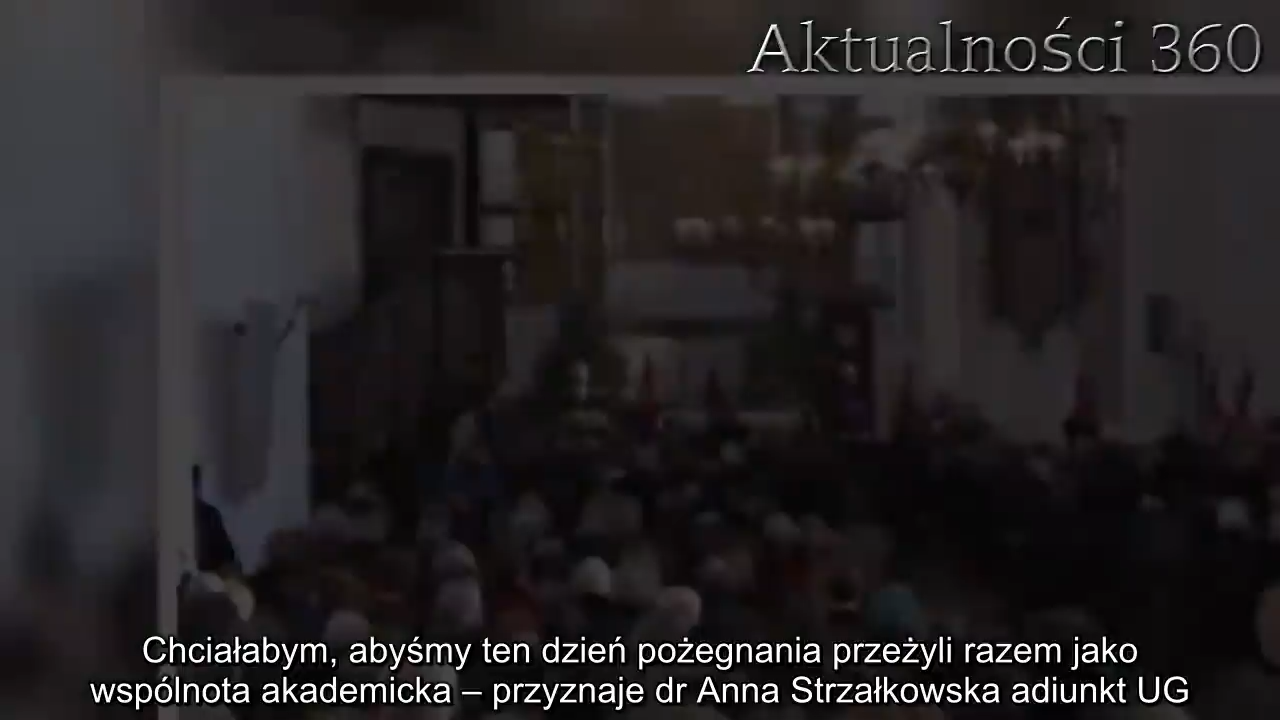 Aktualności 360
Chciałabym, abyśmy ten dzień pożegnania przeżyli razem jako
wspólnota akademicka – przyznaje dr Anna Strzałkowska adiunkt UG